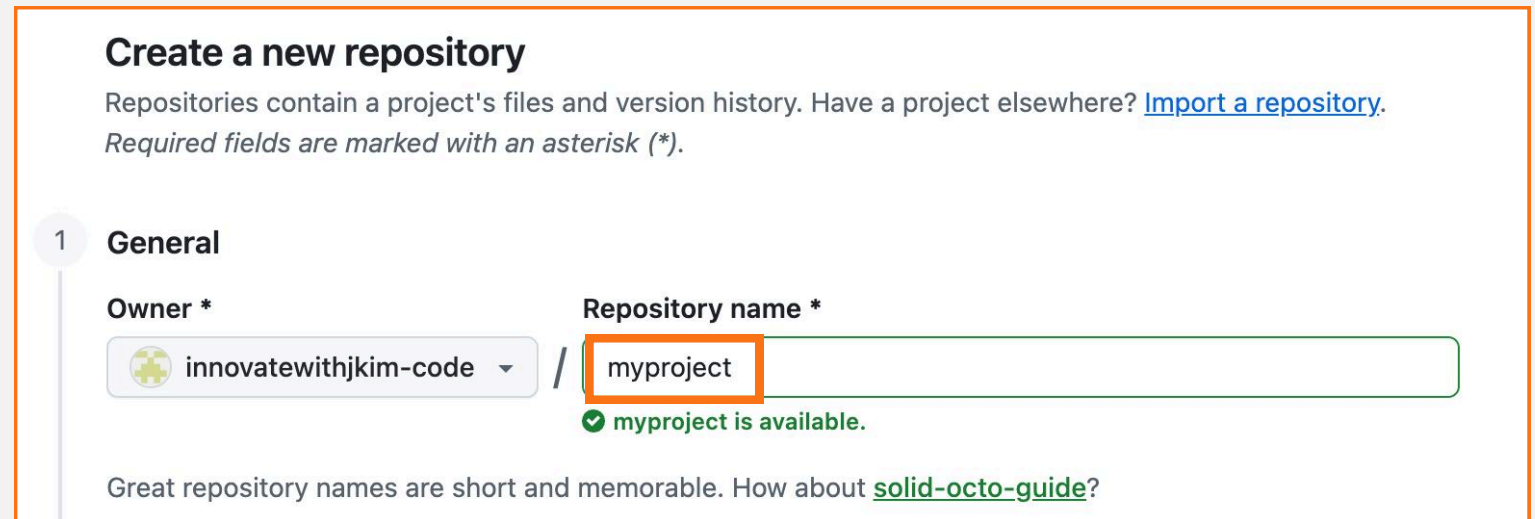 Create a new repository
Repositories contain a project's files and version history. Have a project elsewhere? Import a repository.
Required fields are marked with an asterisk (*).
1 General
Owner * Repository name *
innovatewithjkim-code / myproject
myproject is available.
Great repository names are short and memorable. How about solid-octo-guide?